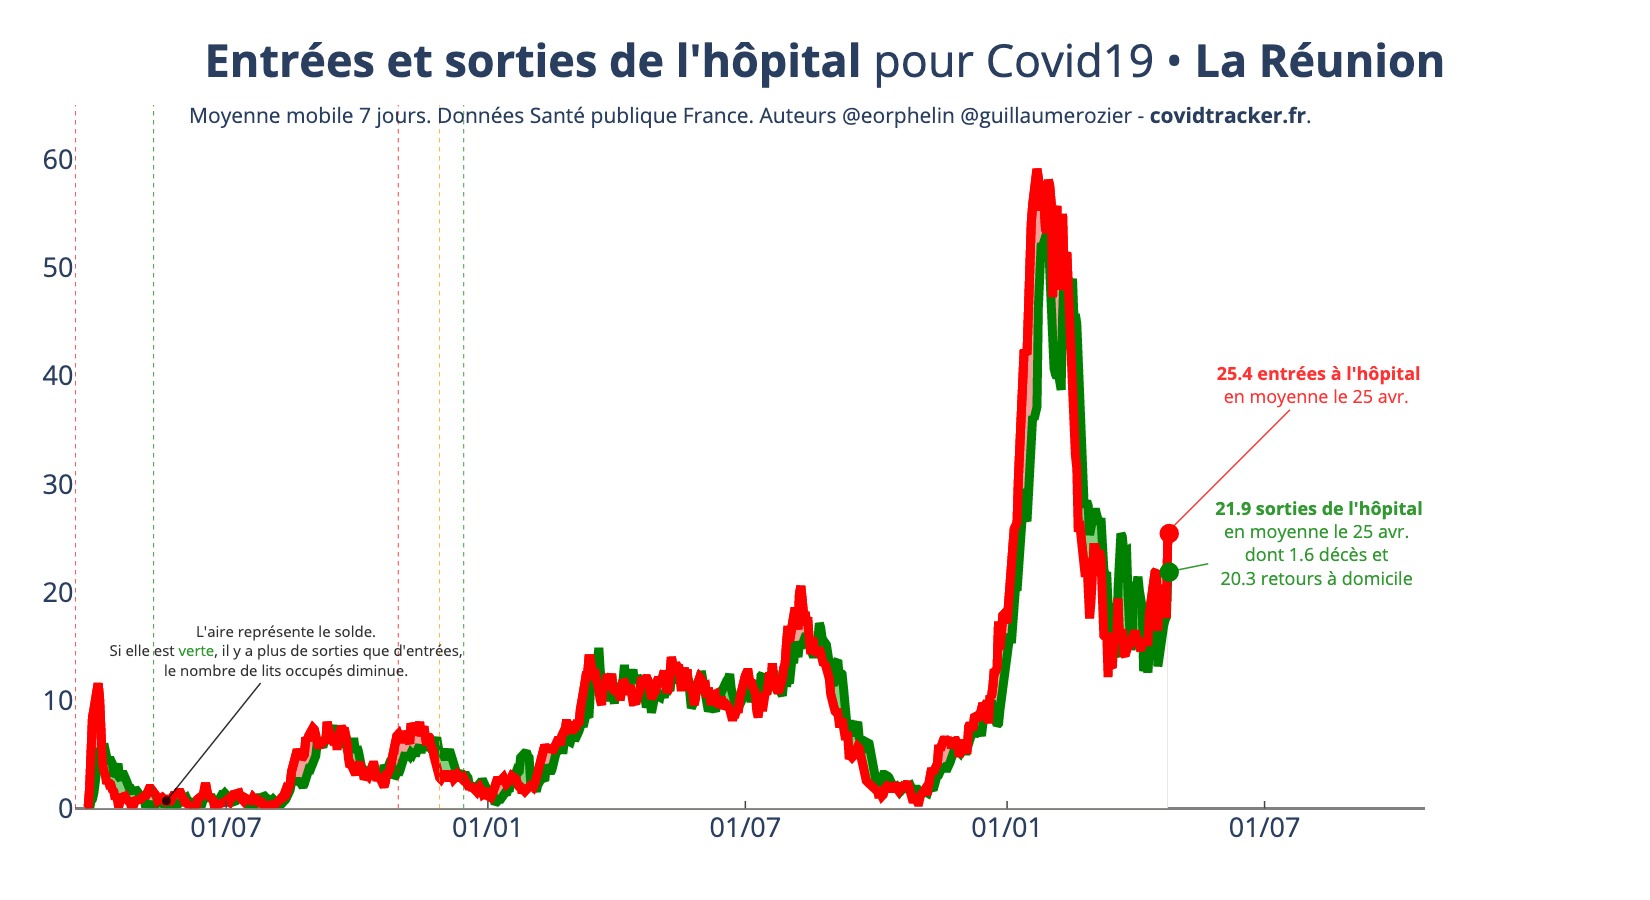 Entrées et sorties de l'hôpital pour Covid19 • La Réunion
Moyenne mobile 7 jours. Données Santé publique France. Auteurs @eorphelin @guillaumerozier - covidtracker.fr.
60
50
40
30
20
10
0
25.4 entrées à l'hôpital
en moyenne le 25 avr.
21.9 sorties de l'hôpital
en moyenne le 25 avr.
dont 1.6 décès et
20.3 retours à domicile
L'aire représente le solde.
Si elle est verte, il y a plus de sorties que d'entrées,
le nombre de lits occupés diminue.
01/07 01/01 01/07 01/01 01/07